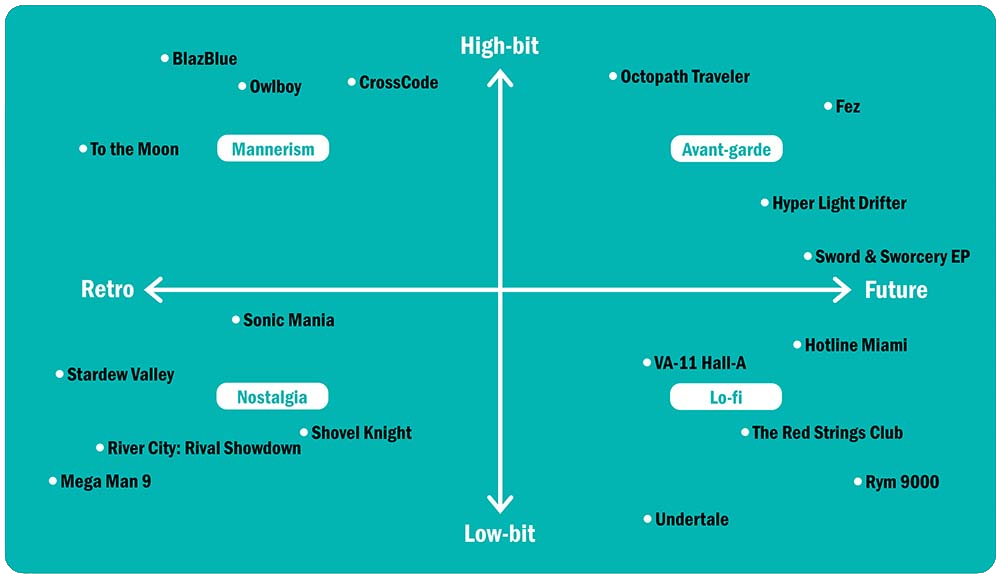 High-bit
BlazBlue
Owlboy
CrossCode
To the Moon
Mannerism
Octopath Traveler
Fez
Avant-garde
Hyper Light Drifter
Sword & Sworcery EP
Retro
Future
Sonic Mania
Stardew Valley
Nostalgia
Shovel Knight
River City: Rival Showdown
Mega Man 9
Hotline Miami
VA-11 Hall-A
Lo-fi
The Red Strings Club
Rym 9000
Undertale
Low-bit